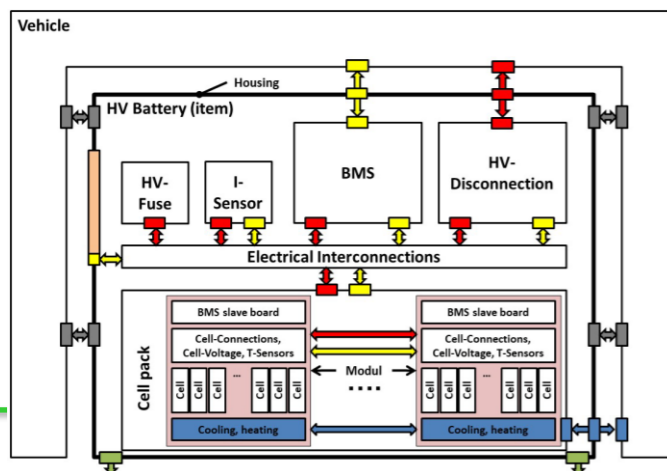 Vehicle
Housing
HV Battery (item)
HV-
Fuse
I-
Sensor
BMS
HV-
Disconnection
Electrical Interconnections
Cell pack
BMS slave board
Cell-Connections,
Cell-Voltage, T-Sensors
Cell
Cell
Cell
...
Cell
Cell
Cell
Cooling, heating
Modul
....
BMS slave board
Cell-Connections,
Cell-Voltage, T-Sensors
Cell
Cell
Cell
...
Cell
Cell
Cell
Cooling, heating